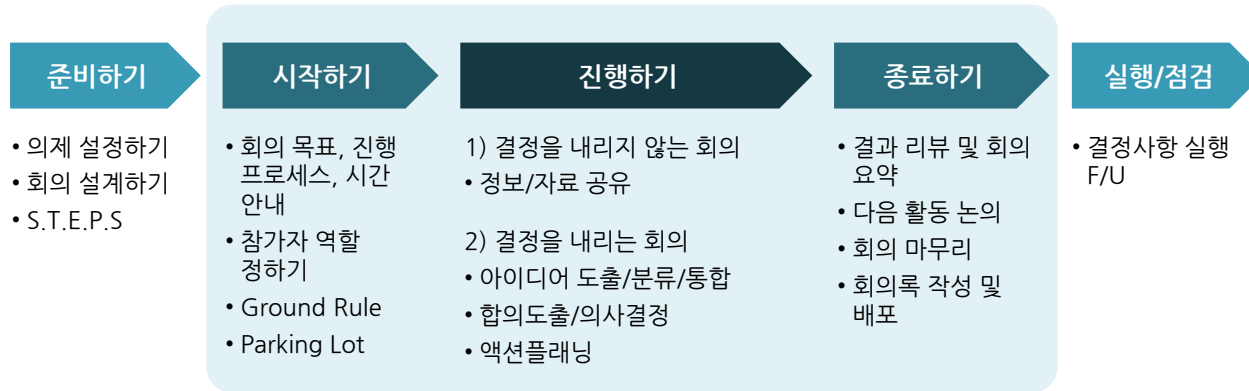 준비하기
• 의제 설정하기
• 회의 설계하기
• S.T.E.P.S
시작하기
• 회의 목표, 진행
프로세스, 시간
안내
• 참가자 역할
정하기
• Ground Rule
• Parking Lot
진행하기
1) 결정을 내리지 않는 회의
• 정보/자료 공유
2) 결정을 내리는 회의
• 아이디어 도출/분류/통합
• 합의도출/의사결정
• 액션플래닝
종료하기
• 결과 리뷰 및 회의
요약
• 다음 활동 논의
• 회의 마무리
• 회의록 작성 및
배포
실행/점검
• 결정사항 실행
F/U